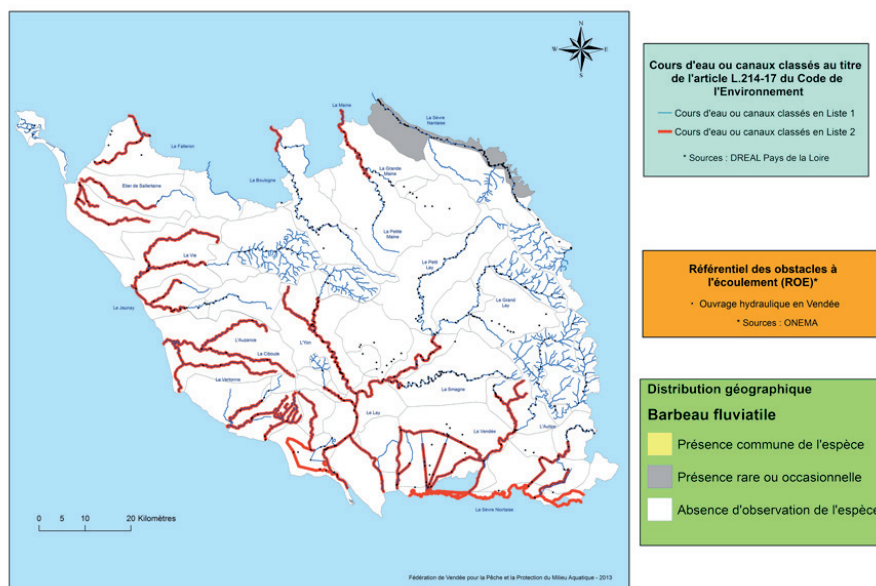 N
W
E
S
La Maine
La Sèvre
Nantaise
Le Falleron
La Boulogne
La Grande
Maine
Etier de Sallertaine
La Petite
Maine
La Vie
Le Petit
Lay
Le Jaunay
Le Grand
Lay
L'Auzance
L'Yon
La Ciboule
La Smagne
La Vertonne
Le Lay
La Vendée
L'Autize
La Sèvre Niortaise
0 5 10 20 Kilomètres
Fédération de Vendée pour la Pêche et la Protection du Milieu Aquatique - 2013
Cours d'eau ou canaux classés au titre
de l'article L.214-17 du Code de
l'Environnement
Cours d'eau ou canaux classés en Liste 1
Cours d'eau ou canaux classés en Liste 2
* Sources : DREAL Pays de la Loire
Référentiel des obstacles à
l'écoulement (ROE)*
Ouvrage hydraulique en Vendée
* Sources : ONEMA
Distribution géographique
Barbeau fluviatile
Présence commune de l'espèce
Présence rare ou occasionnelle
Absence d'observation de l'espèce